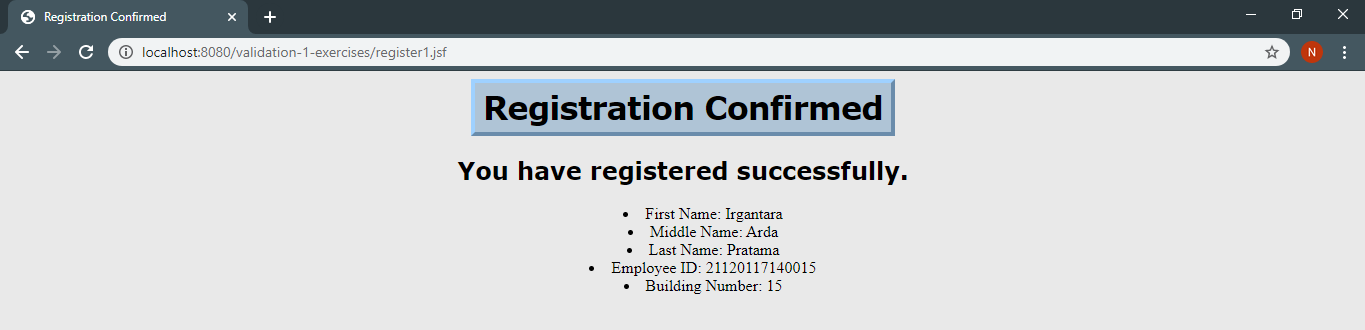 Registration Confirmed
localhost:8080/validation-1-exercises/register1.jsf
N
Registration Confirmed
You have registered successfully.
• First Name: Irgantara
• Middle Name: Arda
• Last Name: Pratama
• Employee ID: 21120117140015
• Building Number: 15